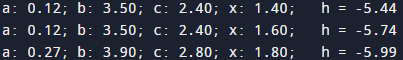 a: 0.12; b: 3.50; c: 2.40; x: 1.40;   h = -5.44
a: 0.12; b: 3.50; c: 2.40; x: 1.60;   h = -5.74
a: 0.27; b: 3.90; c: 2.80; x: 1.80;   h = -5.99